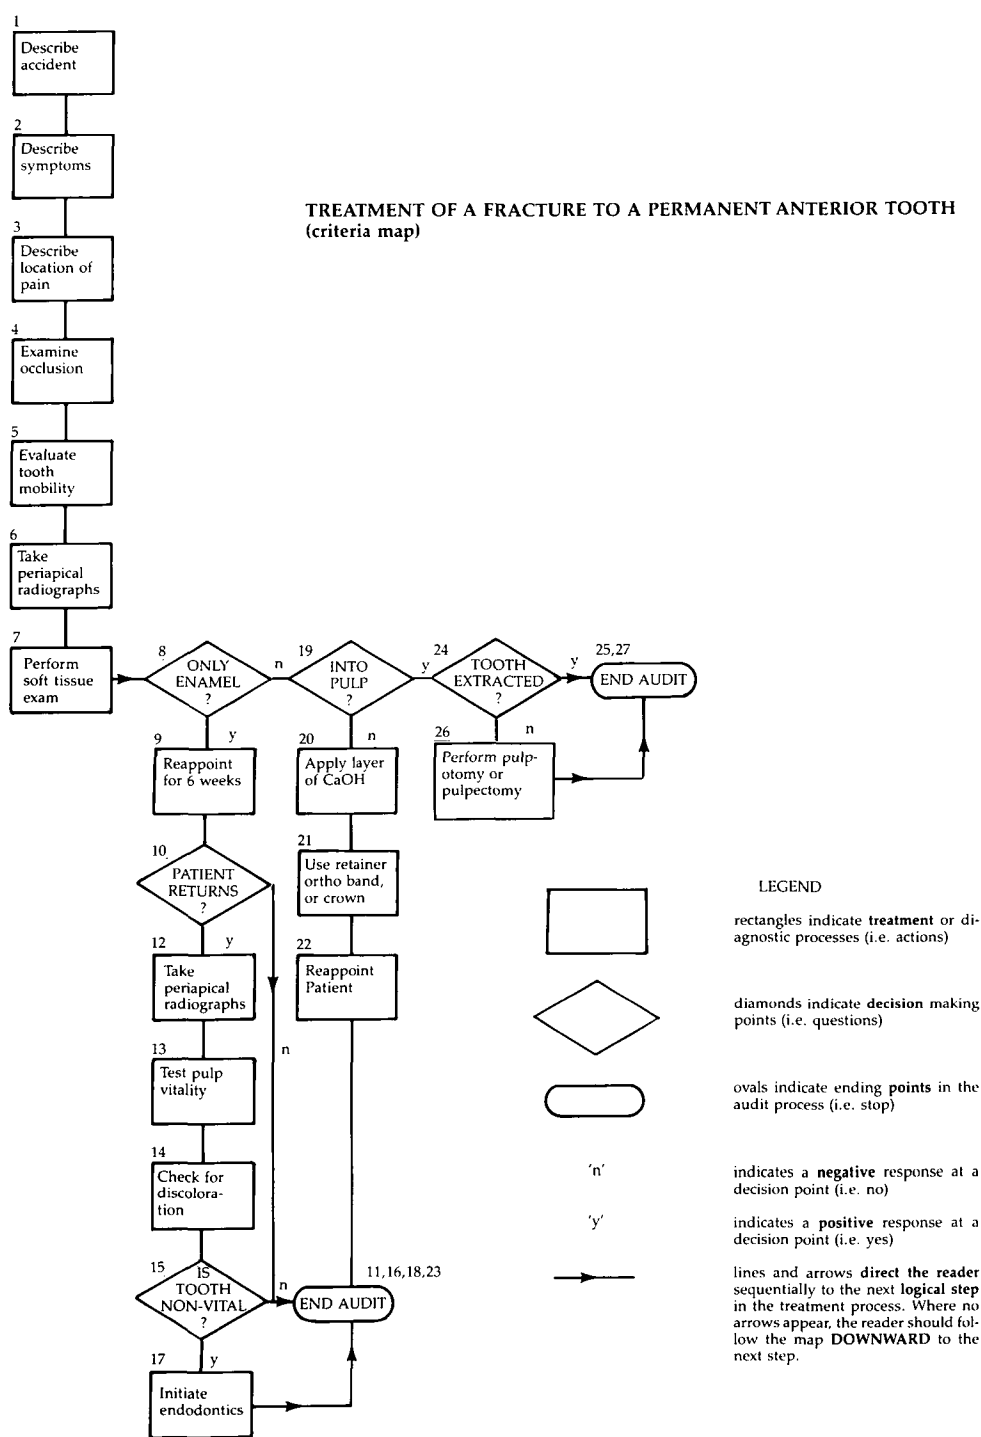 1
Describe
accident
2
Describe
symptoms
TREATMENT OF A FRACTURE TO A PERMANENT ANTERIOR TOOTH
(criteria map)
3
Describe
location of
pain
4
Examine
occlusion
5
Evaluate
tooth
mobility
6
Take
periapical
radiographs
7
Perform
soft tissue
exam
8
ONLY
ENAMEL
?
n
y
19
INTO
PULP
?
y
n
24
TOOTH
EXTRACTED
?
y
n
25,27
END AUDIT
9
Reappoint
for 6 weeks
20
Apply layer
of CaOH
26
Perform pulp-
otomy or
pulpectomy
10
PATIENT
RETURNS
?
y
n
21
Use retainer
ortho band,
or crown
12
Take
periapical
radiographs
22
Reappoint
Patient
13
Test pulp
vitality
14
Check for
discolora-
tion
15
IS
TOOTH
NON-VITAL
?
n
y
11,16,18,23
END AUDIT
17
Initiate
endodontics
LEGEND
rectangles indicate treatment or di-
agnostic processes (i.e. actions)
diamonds indicate decision making
points (i.e. questions)
ovals indicate ending points in the
audit process (i.e. stop)
'n'
indicates a negative response at a
decision point (i.e. no)
'y'
indicates a positive response at a
decision point (i.e. yes)
lines and arrows direct the reader
sequentially to the next logical step
in the treatment process. Where no
arrows appear, the reader should fol-
low the map DOWNWARD to the
next step.